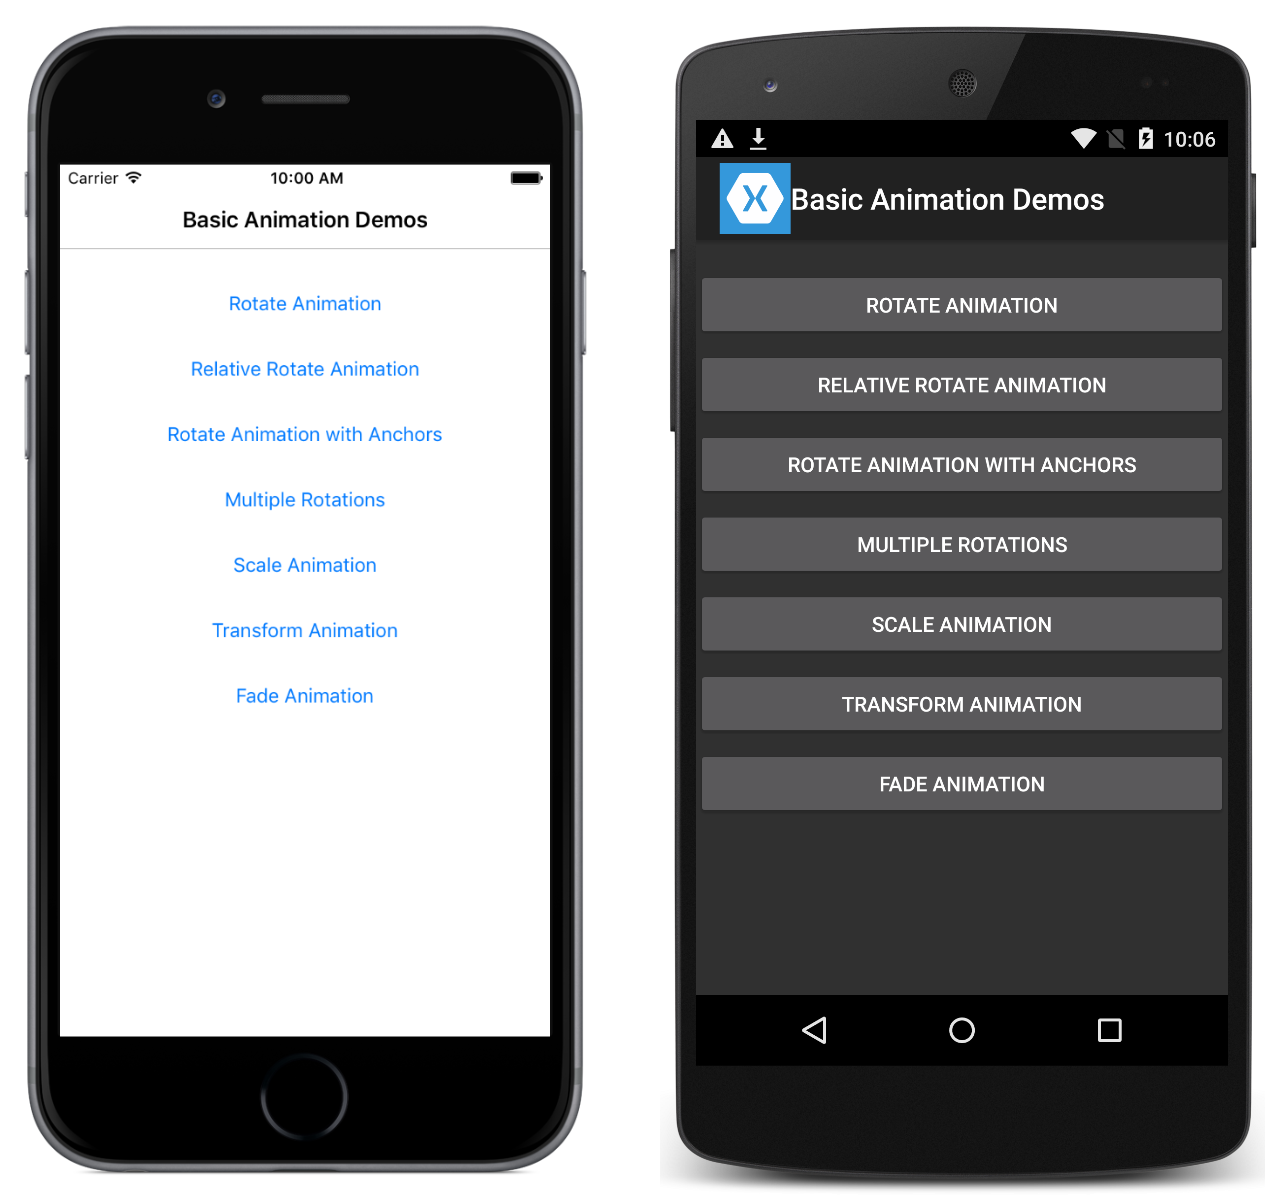 Carrier 10:00 AM
Basic Animation Demos
Rotate Animation
Relative Rotate Animation
Rotate Animation with Anchors
Multiple Rotations
Scale Animation
Transform Animation
Fade Animation
10:06
Basic Animation Demos
ROTATE ANIMATION
RELATIVE ROTATE ANIMATION
ROTATE ANIMATION WITH ANCHORS
MULTIPLE ROTATIONS
SCALE ANIMATION
TRANSFORM ANIMATION
FADE ANIMATION